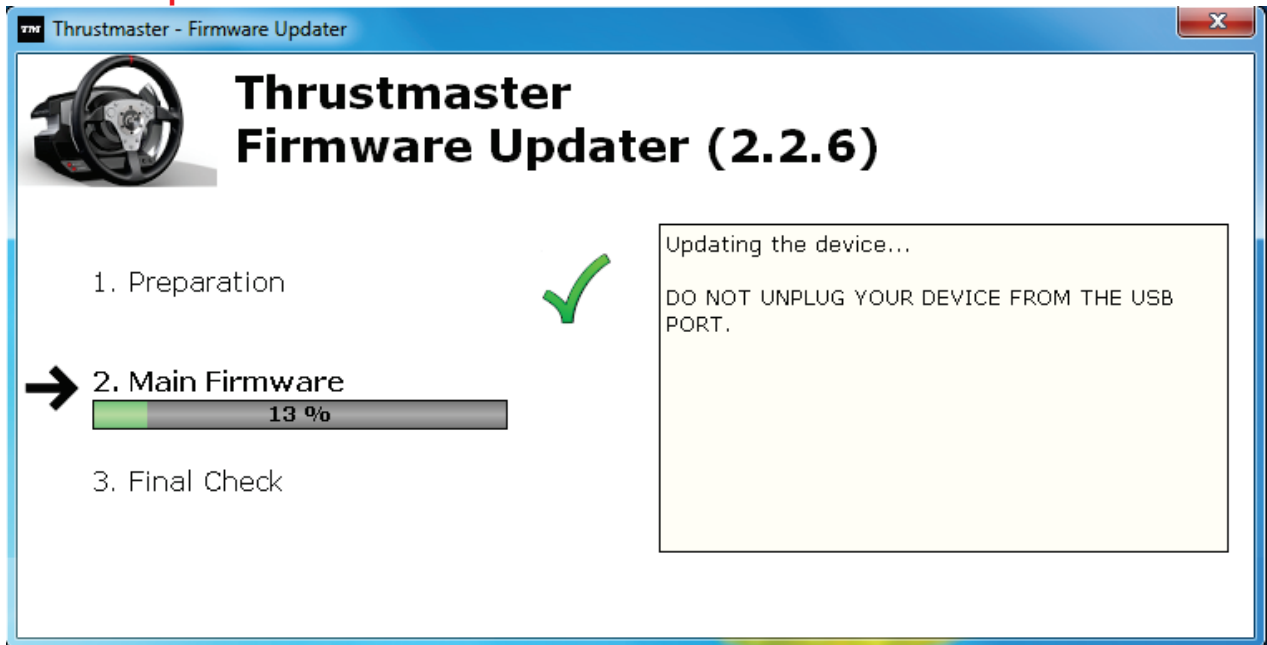 TM Thrustmaster - Firmware Updater
X
Thrustmaster
Firmware Updater (2.2.6)
1. Preparation
2. Main Firmware
13 %
3. Final Check
Updating the device...
DO NOT UNPLUG YOUR DEVICE FROM THE USB
PORT.